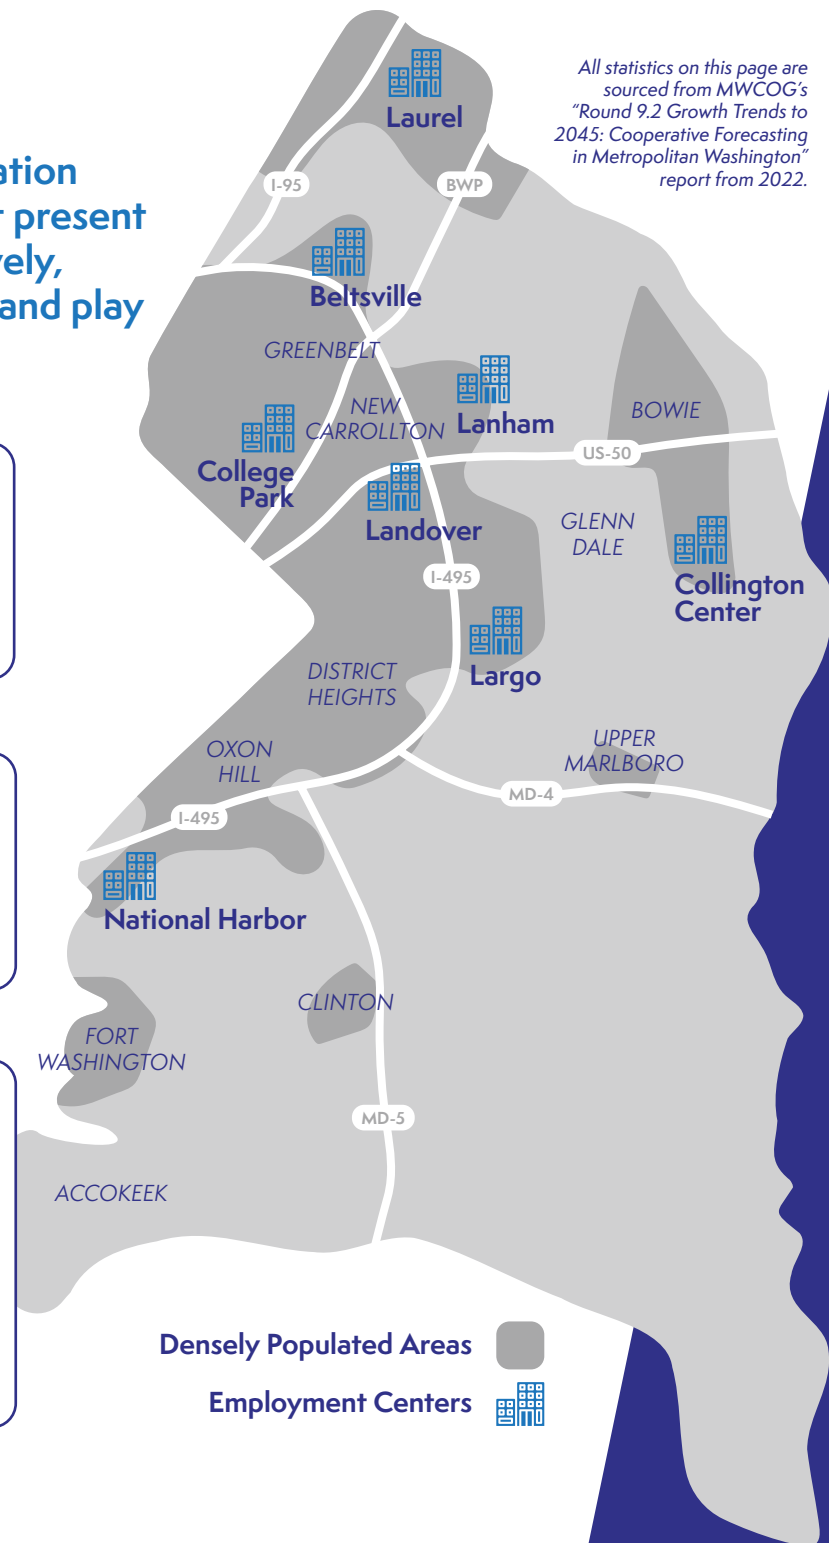 All statistics on this page are
sourced from MWCOG's
"Round 9.2 Growth Trends to
2045: Cooperative Forecasting
in Metropolitan Washington"
report from 2022.
ation
present
vely,
and play
Laurel
I-95
BWP
Beltsville
GREENBELT
NEW
CARROLLTON
Lanham
BOWIE
US-50
College
Park
Landover
GLENN
DALE
I-495
Collington
Center
Largo
DISTRICT
HEIGHTS
OXON
HILL
UPPER
MARLBORO
MD-4
I-495
National Harbor
CLINTON
FORT
WASHINGTON
MD-5
ACCOKEEK
Densely Populated Areas
Employment Centers